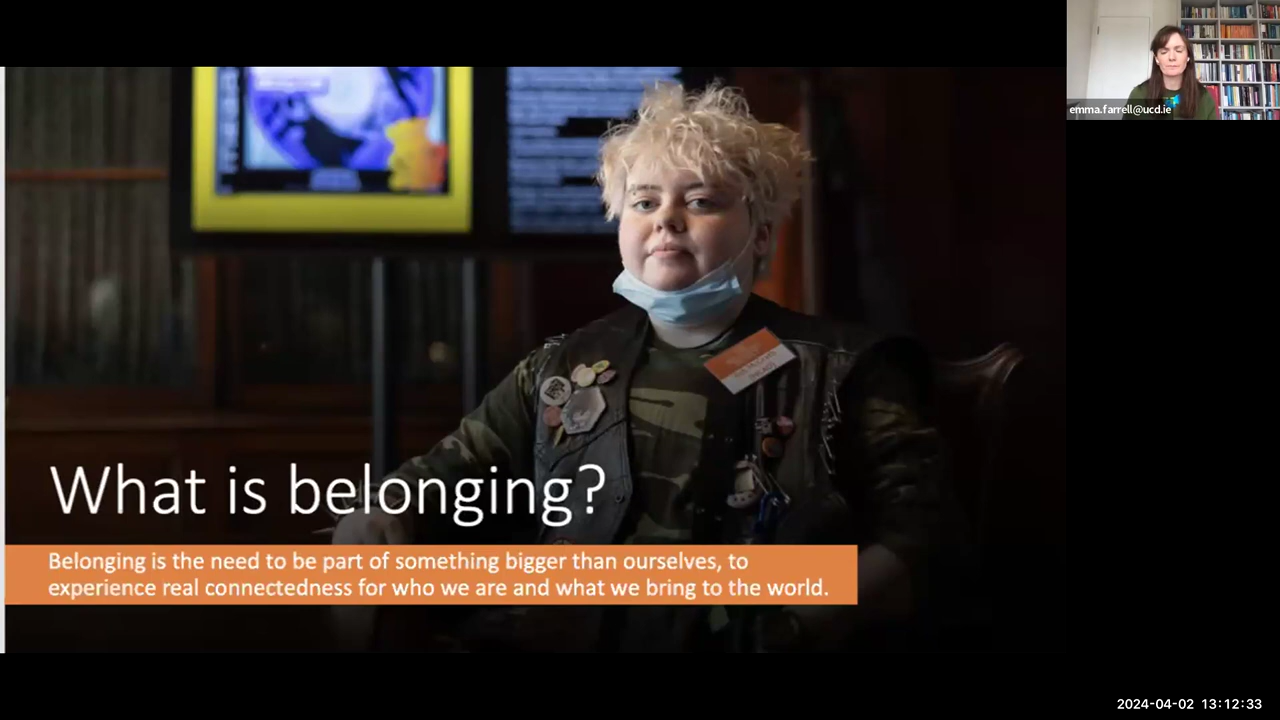 emma.farrell@ucd.ie
What is belonging?
Belonging is the need to be part of something bigger than ourselves, to
experience real connectedness for who we are and what we bring to the world.
2024-04-02 13:12:33